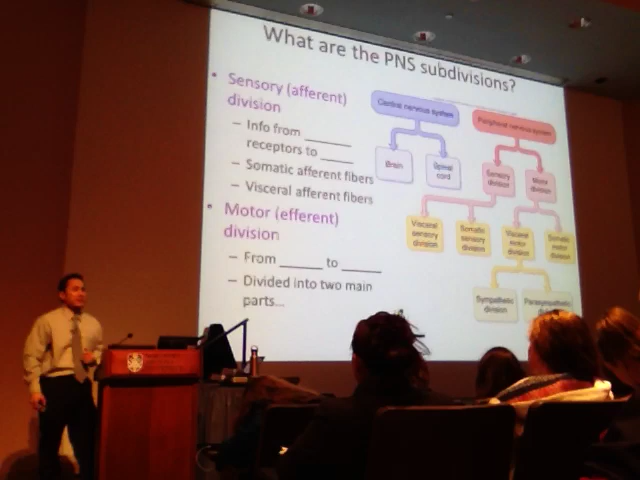 What are the PNS subdivisions?
• Sensory (afferent)
division
– Info from ______
receptors to _____
– Somatic afferent fibers
– Visceral afferent fibers
• Motor (efferent)
division
– From ______ to ______
– Divided into two main
parts...
Central nervous system
Peripheral nervous system
Brain
Spinal
cord
Sensory
division
Motor
division
Visceral
sensory
division
Somatic
sensory
division
Visceral
motor
division
Somatic
motor
division
Sympathetic
division
Parasympathetic
division